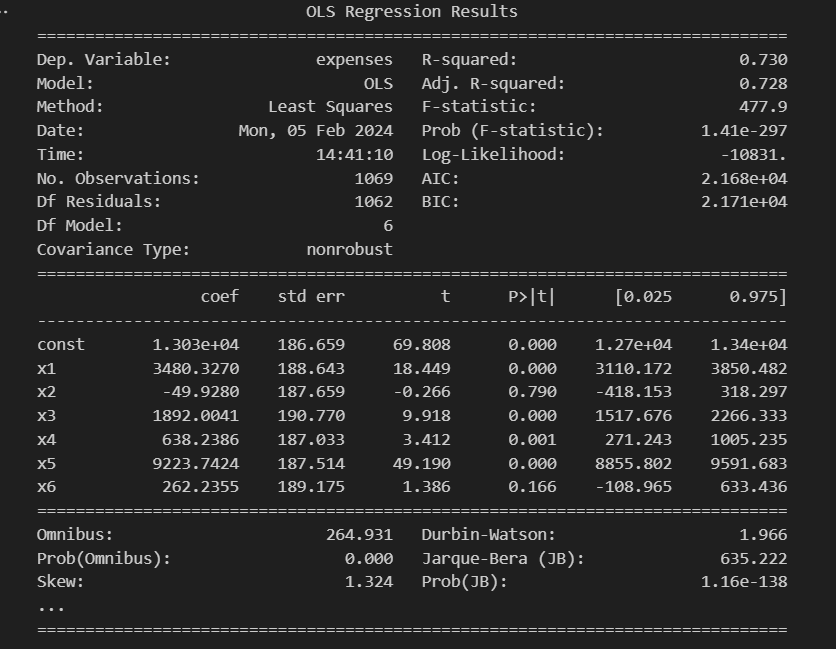 ..
OLS Regression Results
==============================================================================
Dep. Variable: expenses R-squared: 0.730
Model: OLS Adj. R-squared: 0.728
Method: Least Squares F-statistic: 477.9
Date: Mon, 05 Feb 2024 Prob (F-statistic): 1.41e-297
Time: 14:41:10 Log-Likelihood: -10831.
No. Observations: 1069 AIC: 2.168e+04
Df Residuals: 1062 BIC: 2.171e+04
Df Model: 6
Covariance Type: nonrobust
==============================================================================
coef std err t P>|t| [0.025 0.975]
------------------------------------------------------------------------------
const 1.303e+04 186.659 69.808 0.000 1.27e+04 1.34e+04
x1 3480.3270 188.643 18.449 0.000 3110.172 3850.482
x2 -49.9280 187.659 -0.266 0.790 -418.153 318.297
x3 1892.0041 190.770 9.918 0.000 1517.676 2266.333
x4 638.2386 187.033 3.412 0.001 271.243 1005.235
x5 9223.7424 187.514 49.190 0.000 8855.802 9591.683
x6 262.2355 189.175 1.386 0.166 -108.965 633.436
==============================================================================
Omnibus: 264.931 Durbin-Watson: 1.966
Prob(Omnibus): 0.000 Jarque-Bera (JB): 635.222
Skew: 1.324 Prob(JB): 1.16e-138
...
==============================================================================